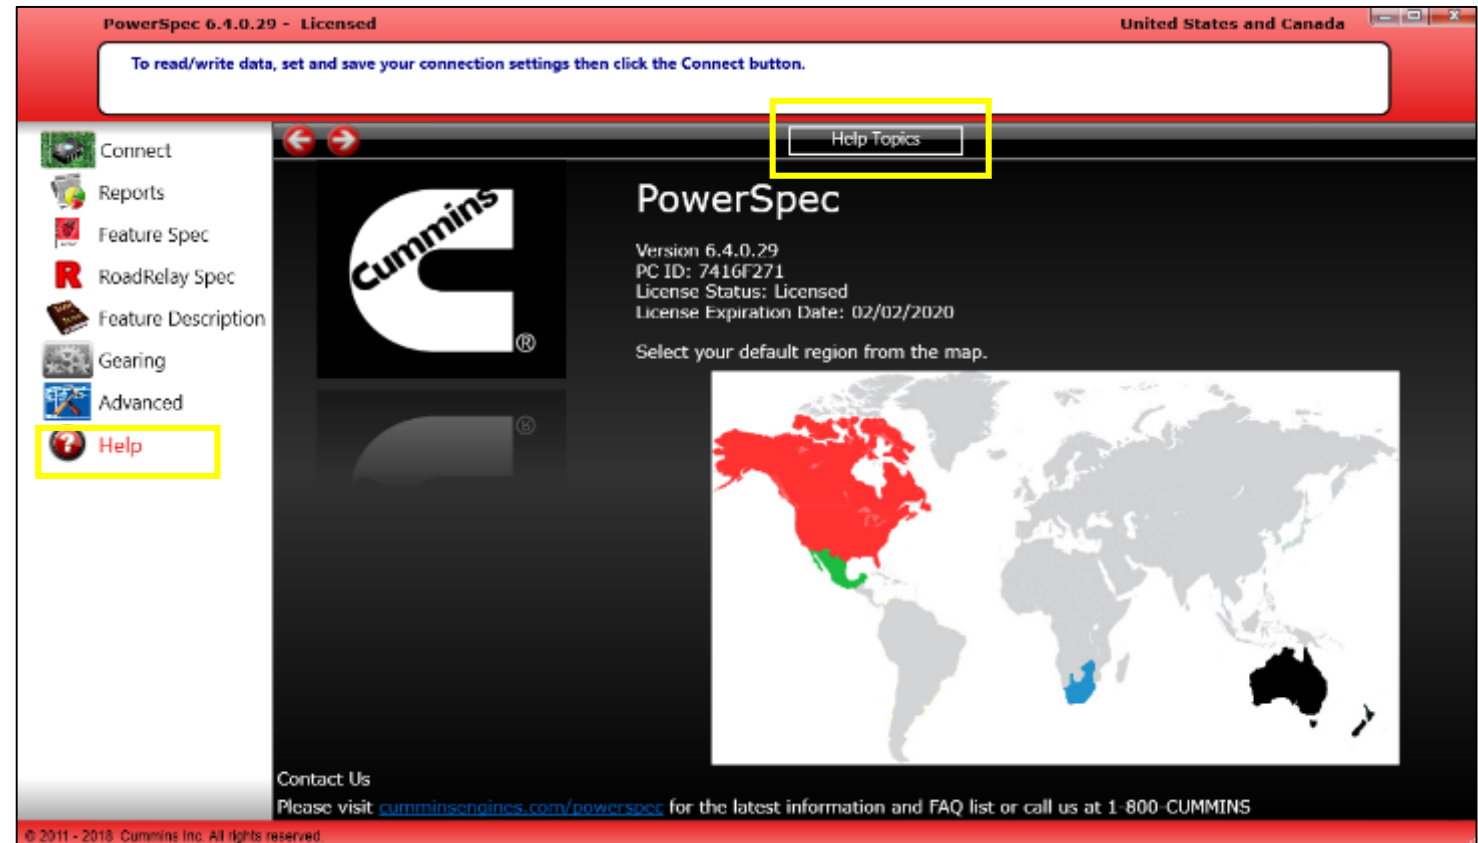 PowerSpec 6.4.0.29 - Licensed
United States and Canada
To read/write data, set and save your connection settings then click the Connect button.
Help Topics
Connect
Reports
Feature Spec
RoadRelay Spec
Feature Description
Gearing
Advanced
Help
Cummins
®
PowerSpec
Version 6.4.0.29
PC ID: 7416F271
License Status: Licensed
License Expiration Date: 02/02/2020
Select your default region from the map.
Contact Us
Please visit cumminsengines.com/powerspec for the latest information and FAQ list or call us at 1-800-CUMMINS
© 2011 - 2018 Cummins Inc. All rights reserved.